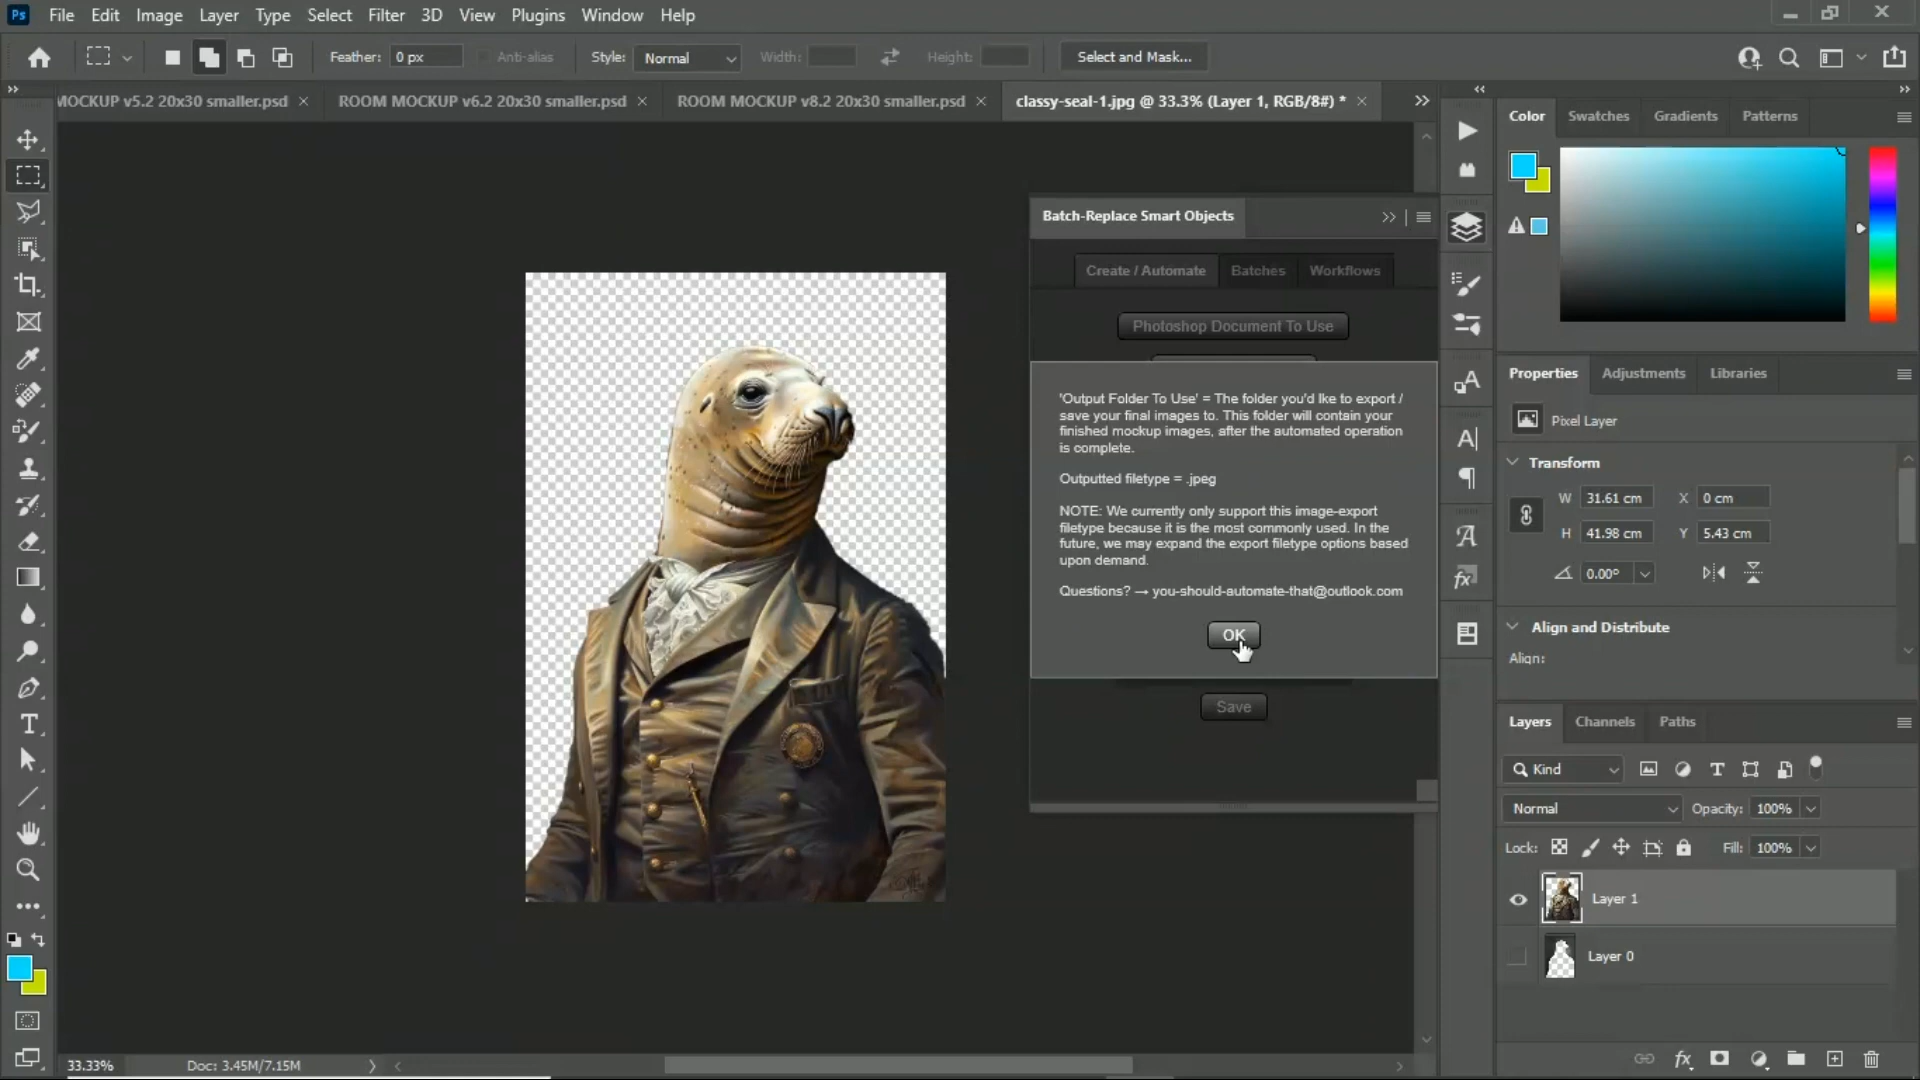 Ps File Edit Image Layer Type Select Filter 3D View Plugins Window Help
Feather: 0 px Anti-alias Style: Normal Width: Height: Select and Mask...
MOCKUP v5.2 20x30 smaller.psd ROOM MOCKUP v6.2 20x30 smaller.psd ROOM MOCKUP v8.2 20x30 smaller.psd classy-seal-1.jpg @ 33.3% (Layer 1, RGB/8#) *
Batch-Replace Smart Objects
Create / Automate Batches Workflows
Photoshop Document To Use
'Output Folder To Use' = The folder you'd lke to export /
save your final images to. This folder will contain your
finished mockup images, after the automated operation
is complete.
Outputted filetype = .jpeg
NOTE: We currently only support this image-export
filetype because it is the most commonly used. In the
future, we may expand the export filetype options based
upon demand.
Questions? → you-should-automate-that@outlook.com
OK
Save
Color Swatches Gradients Patterns
Properties Adjustments Libraries
Pixel Layer
Transform
W 31.61 cm X 0 cm
H 41.98 cm Y 5.43 cm
0.00°
Align and Distribute
Align:
Layers Channels Paths
Kind
Normal Opacity: 100%
Lock: Fill: 100%
Layer 1
Layer 0
33.33% Doc: 3.45M/7.15M